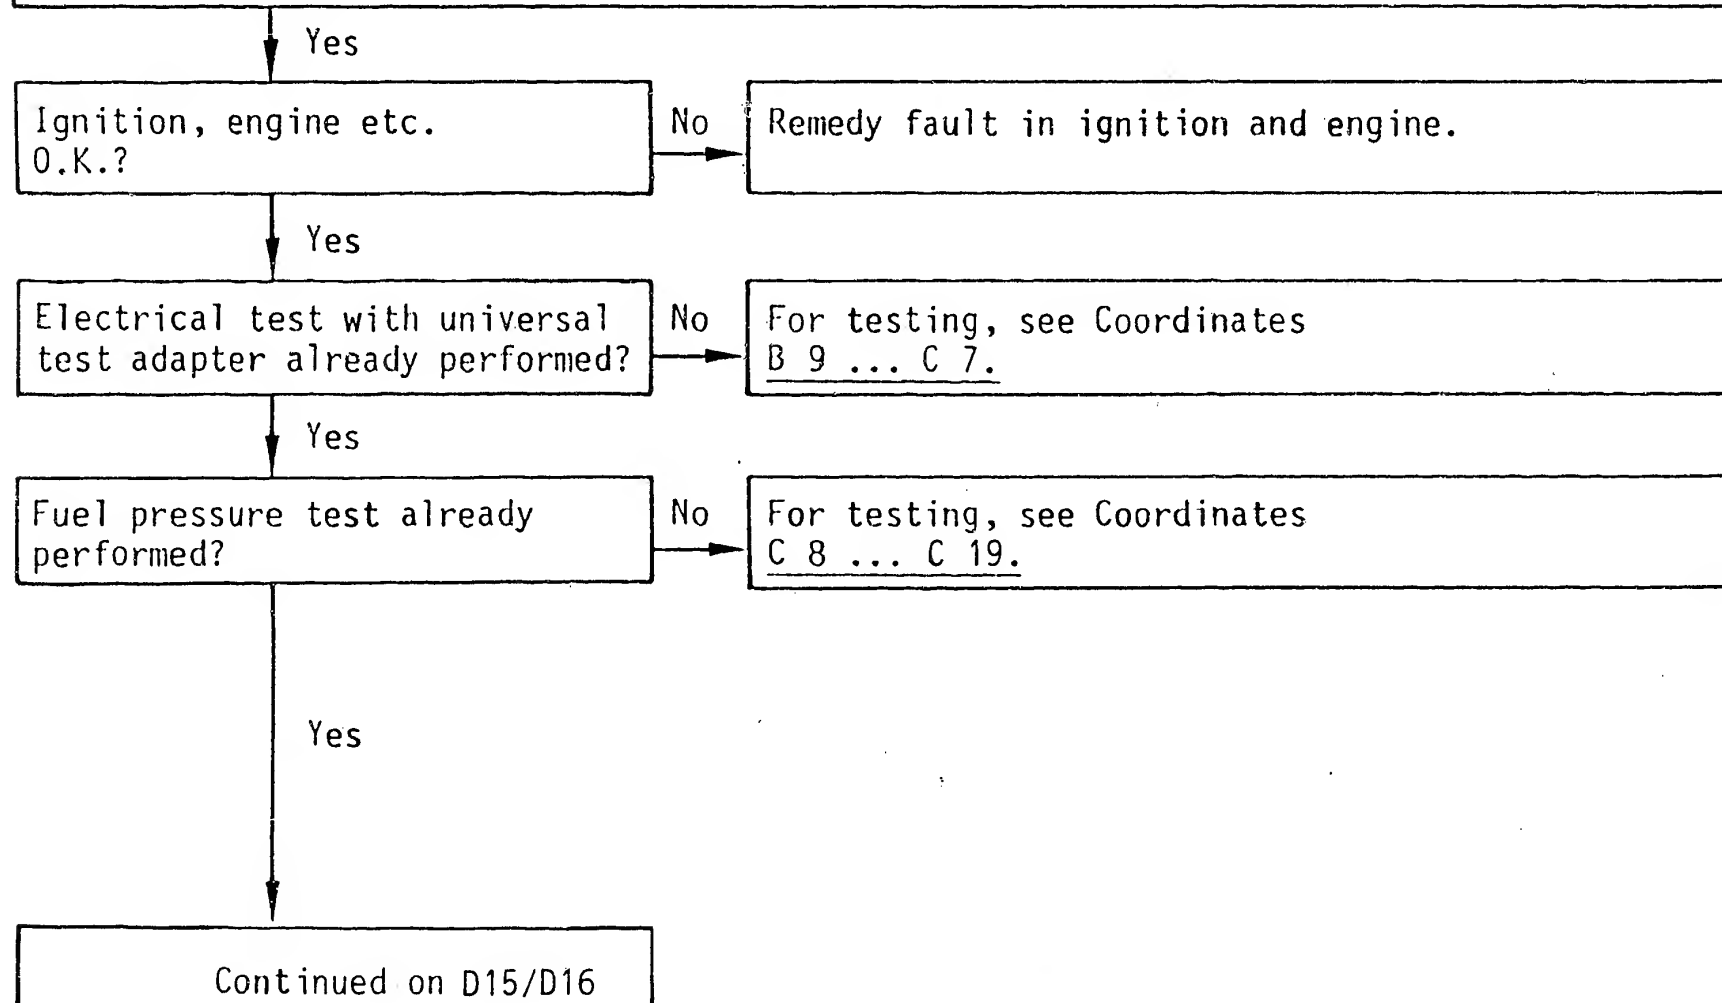 Yes
Ignition, engine etc.
O.K.?
No
Remedy fault in ignition and engine.
Yes
Electrical test with universal
test adapter already performed?
No
For testing, see Coordinates
B 9 ... C 7.
Yes
Fuel pressure test already
performed?
No
For testing, see Coordinates
C 8 ... C 19.
Yes
Continued on D15/D16